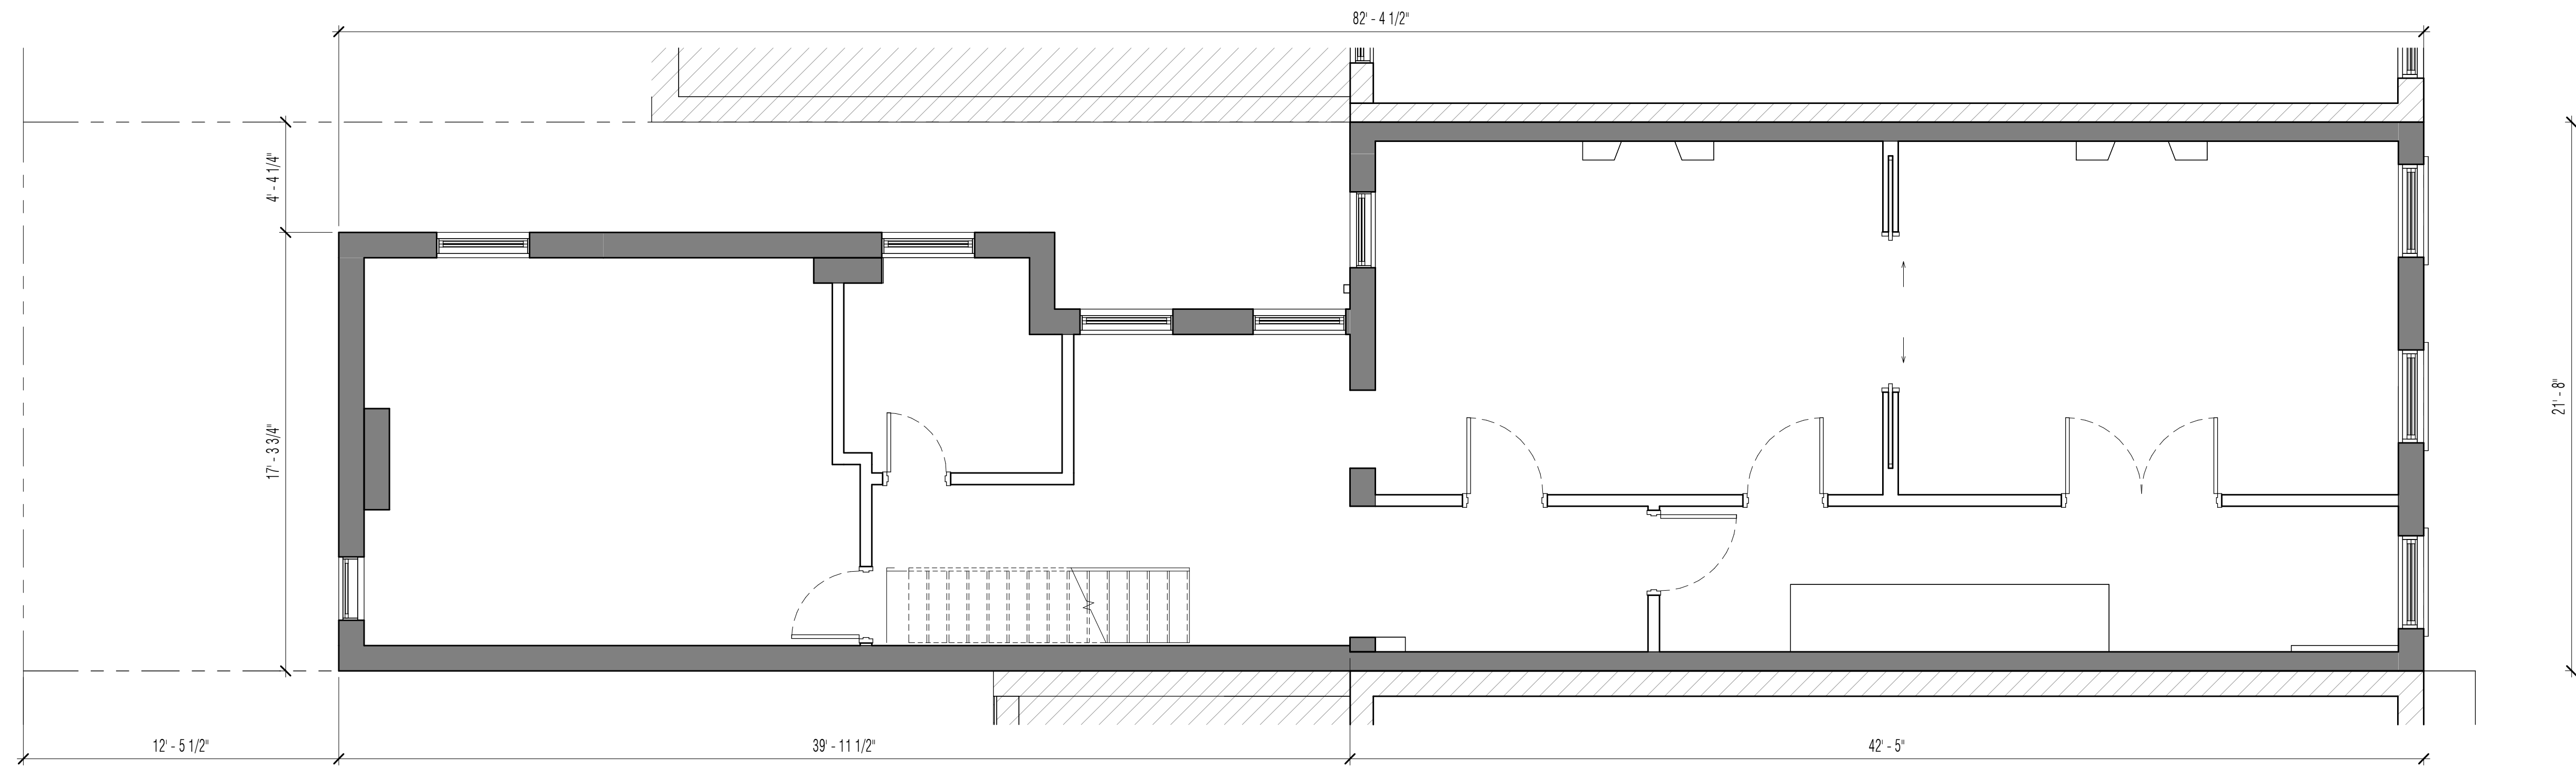 82' - 4 1/2"
4' - 4 1/4"
17' - 3 3/4"
21' - 8"
12' - 5 1/2"
39' - 11 1/2"
42' - 5"